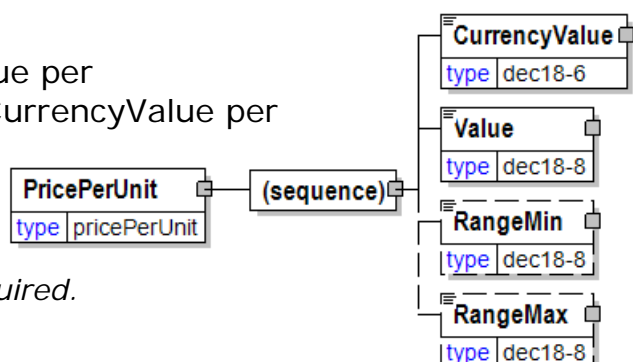 CurrencyValue
type dec18-6
ue per
CurrencyValue per
Value
type dec18-8
PricePerUnit
type pricePerUnit
(sequence)
RangeMin
type dec18-8
uired.
RangeMax
type dec18-8